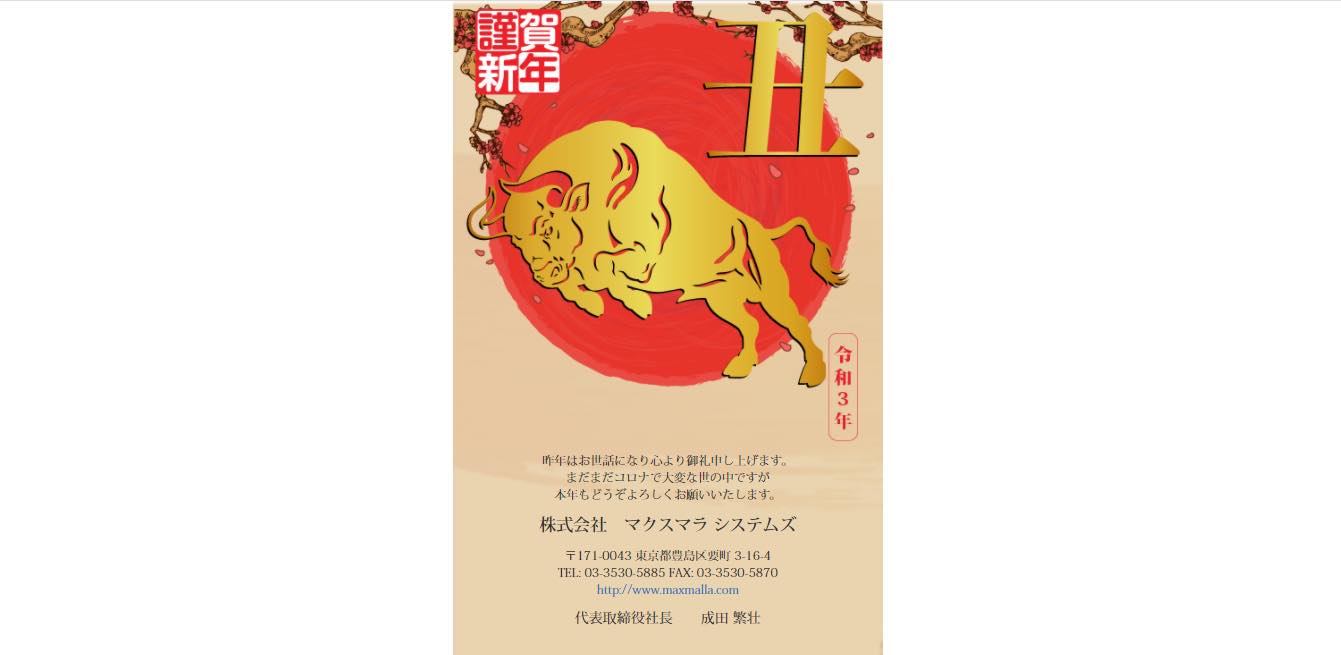 謹賀
新年
丑
令和3年
昨年はお世話になり心より御礼申し上げます。
まだまだコロナで大変な世の中ですが
本年もどうぞよろしくお願いいたします。
株式会社　マクスマラ システムズ
〒171-0043 東京都豊島区要町 3-16-4
TEL: 03-3530-5885 FAX: 03-3530-5870
http://www.maxmalla.com
代表取締役社長　　成田 繁壮